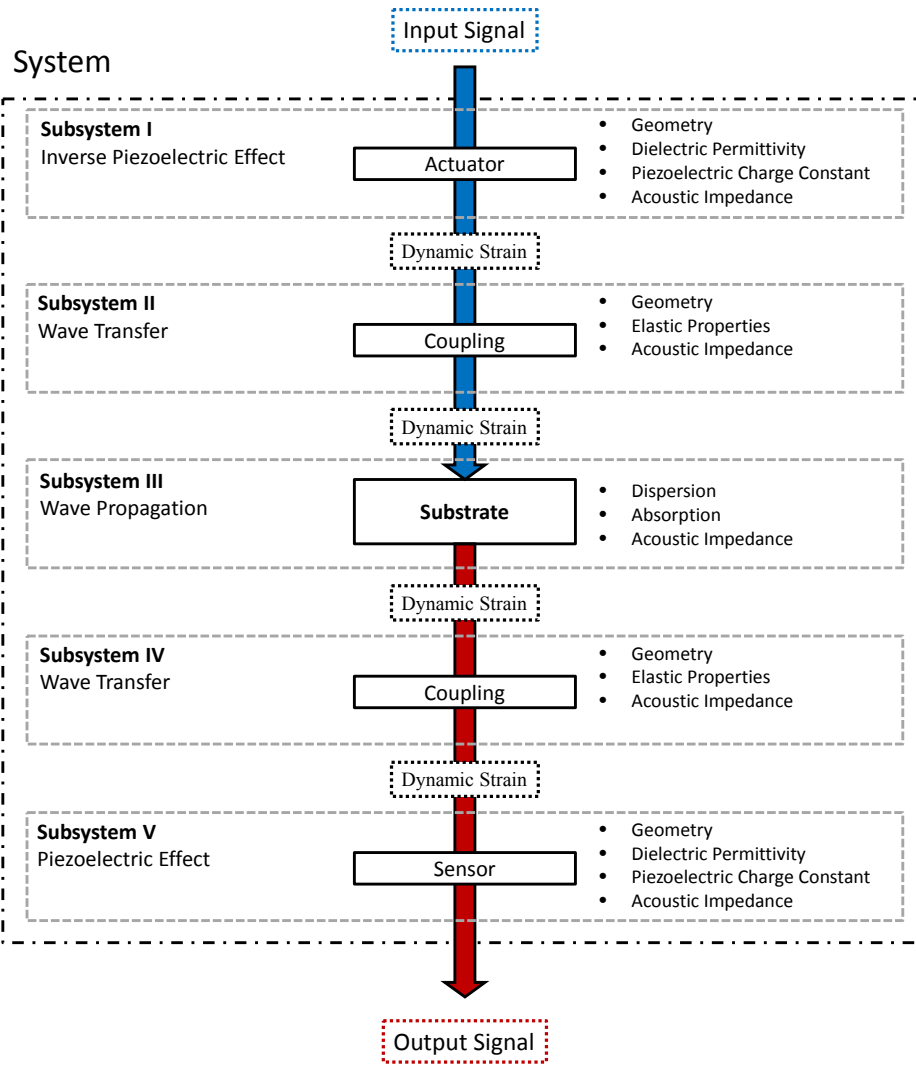 Input Signal
System
Subsystem I
Inverse Piezoelectric Effect
Actuator
• Geometry
• Dielectric Permittivity
• Piezoelectric Charge Constant
• Acoustic Impedance
Dynamic Strain
Subsystem II
Wave Transfer
Coupling
• Geometry
• Elastic Properties
• Acoustic Impedance
Dynamic Strain
Subsystem III
Wave Propagation
Substrate
• Dispersion
• Absorption
• Acoustic Impedance
Dynamic Strain
Subsystem IV
Wave Transfer
Coupling
• Geometry
• Elastic Properties
• Acoustic Impedance
Dynamic Strain
Subsystem V
Piezoelectric Effect
Sensor
• Geometry
• Dielectric Permittivity
• Piezoelectric Charge Constant
• Acoustic Impedance
Output Signal